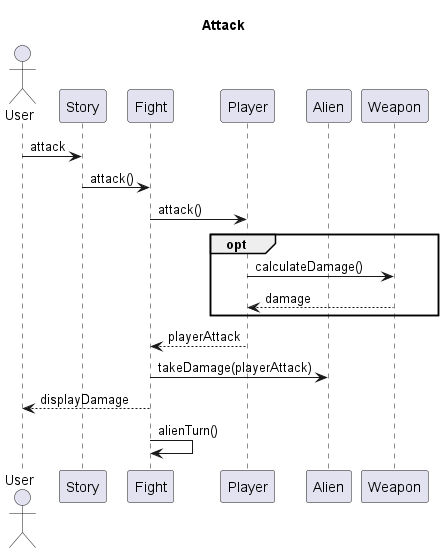 Attack
User
Story
Fight
Player
Alien
Weapon
attack
attack()
attack()
opt
calculateDamage()
damage
playerAttack
takeDamage(playerAttack)
displayDamage
alienTurn()
User
Story
Fight
Player
Alien
Weapon